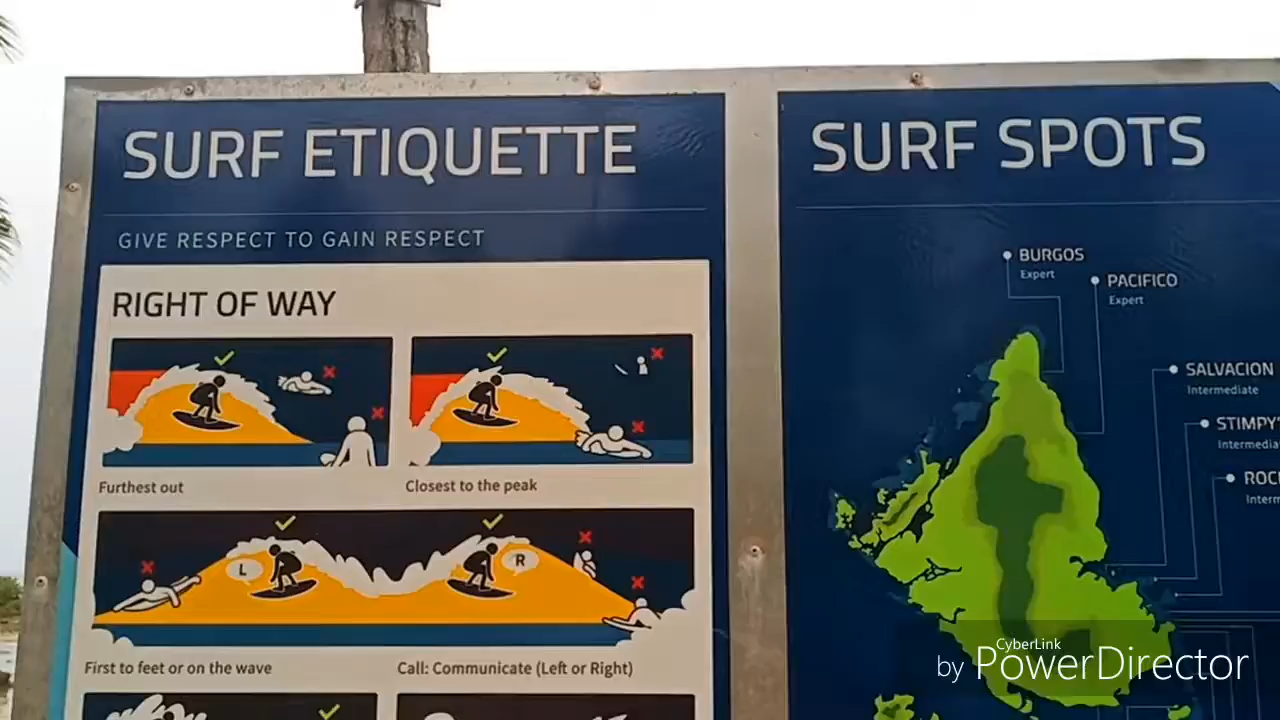 SURF ETIQUETTE
GIVE RESPECT TO GAIN RESPECT
RIGHT OF WAY
Furthest out
Closest to the peak
L
R
First to feet or on the wave
Call: Communicate (Left or Right)
SURF SPOTS
BURGOS
Expert
PACIFICO
Expert
SALVACION
Intermediate
by CyberLink
PowerDirector